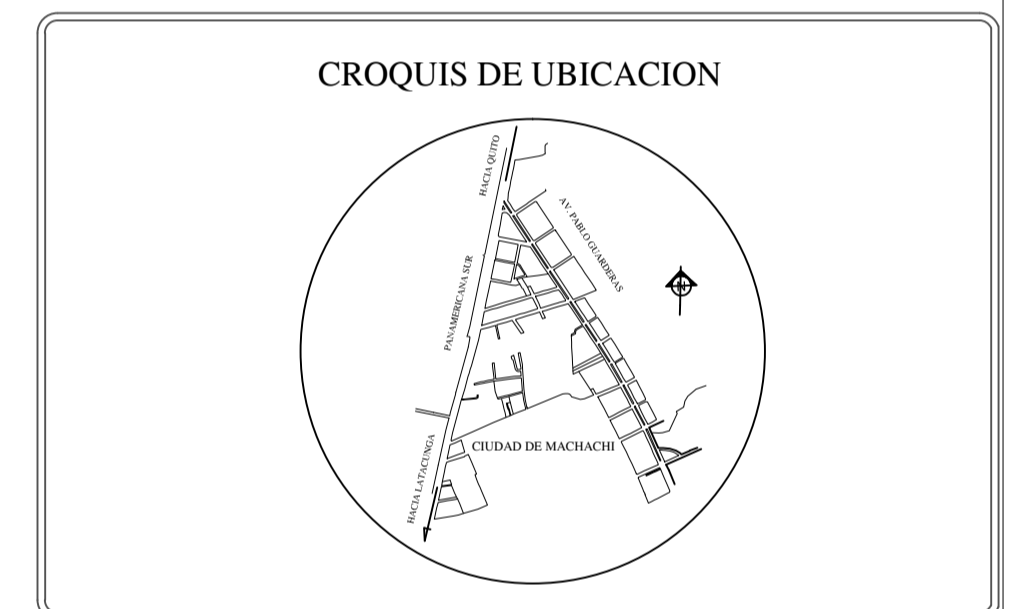 CROQUIS DE UBICACION
HACIA QUITO
AV. PABLO GUARDERAS
PANAMERICANA SUR
N
CIUDAD DE MACHACHI
HACIA LATACUNGA